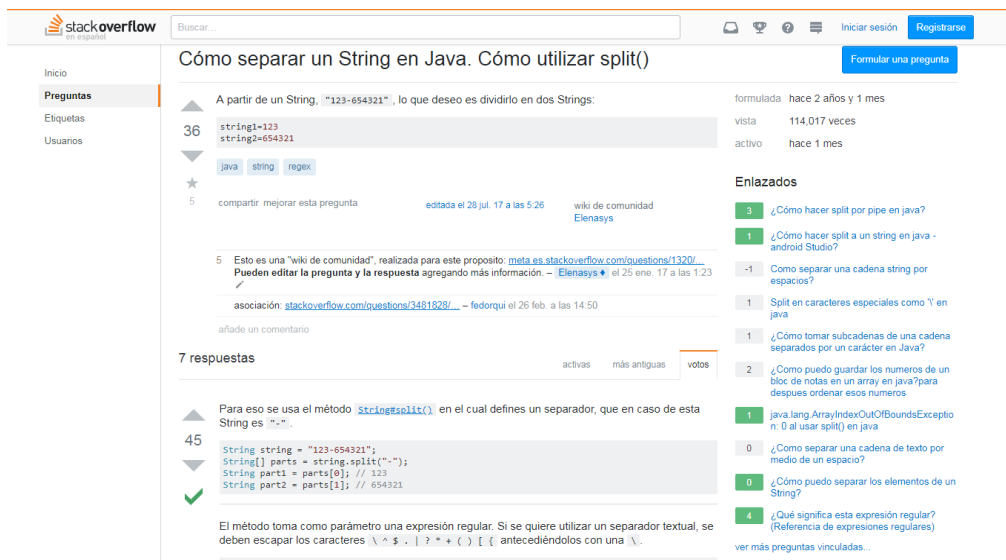 stackoverflow
en español
Buscar...
Iniciar sesión
Registrarse
Inicio
Preguntas
Etiquetas
Usuarios
Cómo separar un String en Java. Cómo utilizar split()
Formular una pregunta
A partir de un String, "123-654321" , lo que deseo es dividirlo en dos Strings:
36
string1=123
string2=654321
java string regex
5
compartir mejorar esta pregunta
editada el 28 jul. 17 a las 5:26
wiki de comunidad
Elenasys
5 Esto es una "wiki de comunidad", realizada para este proposito: meta.es.stackoverflow.com/questions/1320/...
Pueden editar la pregunta y la respuesta agregando más información. – Elenasys ♦ el 25 ene. 17 a las 1:23
asociación: stackoverflow.com/questions/3481828/... – fedorqui el 26 feb. a las 14:50
añade un comentario
7 respuestas
activas
más antiguas
votos
Para eso se usa el método String#split() en el cual defines un separador, que en caso de esta
String es "-" .
45
String string = "123-654321";
String[] parts = string.split("-");
String part1 = parts[0]; // 123
String part2 = parts[1]; // 654321
El método toma como parámetro una expresión regular. Si se quiere utilizar un separador textual, se
deben escapar los caracteres \ ^ $ . | ? * + ( ) [ { antecediéndolos con una \ .
formulada hace 2 años y 1 mes
vista 114,017 veces
activo hace 1 mes
Enlazados
3 ¿Cómo hacer split por pipe en java?
1 ¿Cómo hacer split a un string en java -
android Studio?
-1 Como separar una cadena string por
espacios?
1 Split en caracteres especiales como '\' en
java
1 ¿Cómo tomar subcadenas de una cadena
separados por un carácter en Java?
2 ¿Como puedo guardar los numeros de un
bloc de notas en un array en java?para
despues ordenar esos numeros
1 java.lang.ArrayIndexOutOfBoundsExceptio
n: 0 al usar split() en java
0 ¿Como separar una cadena de texto por
medio de un espacio?
0 ¿Cómo puedo separar los elementos de un
String?
4 ¿Qué significa esta expresión regular?
(Referencia de expresiones regulares)
ver más preguntas vinculadas...